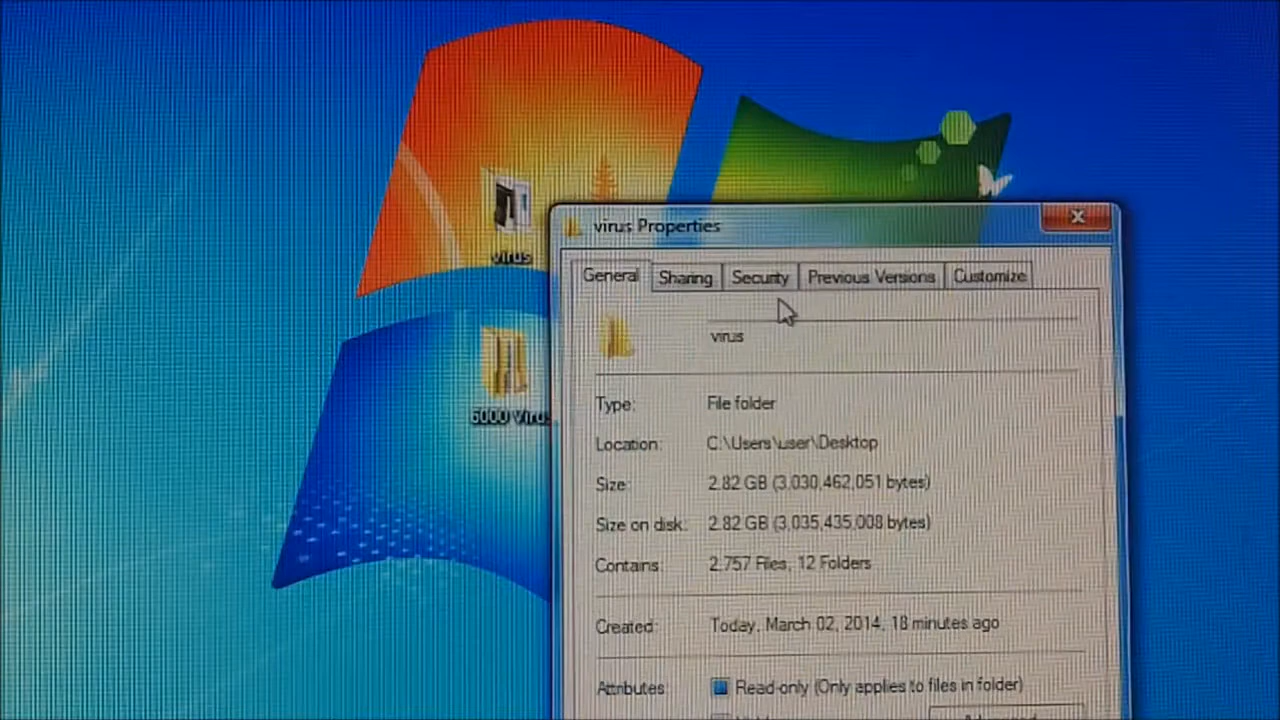 virus
6000 Virus
virus Properties
General Sharing Security Previous Versions Customize
virus
Type: File folder
Location: C:\Users\user\Desktop
Size: 2.82 GB (3,030,462,051 bytes)
Size on disk: 2.82 GB (3,035,435,008 bytes)
Contains: 2,757 Files, 12 Folders
Created: Today, March 02, 2014, 18 minutes ago
Attributes: Read-only (Only applies to files in folder)